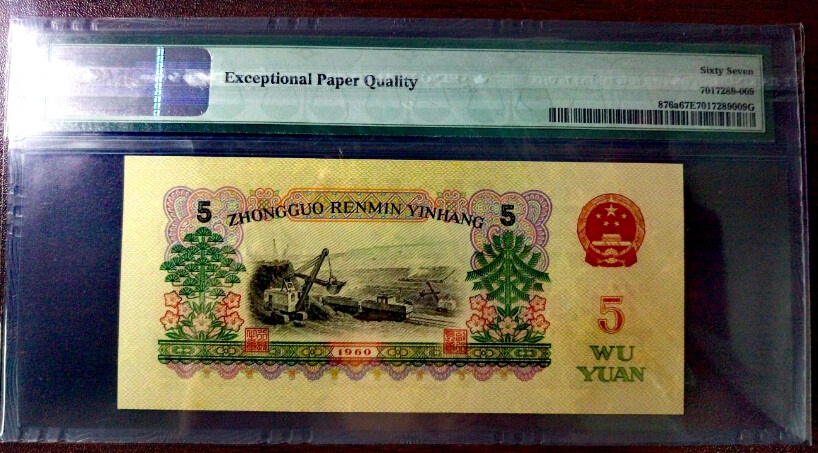 Exceptional Paper Quality
Sixty Seven
7017289-009
876a67E7017289009G
5 ZHONGGUO RENMIN YINHANG 5
5
1960
WU
YUAN